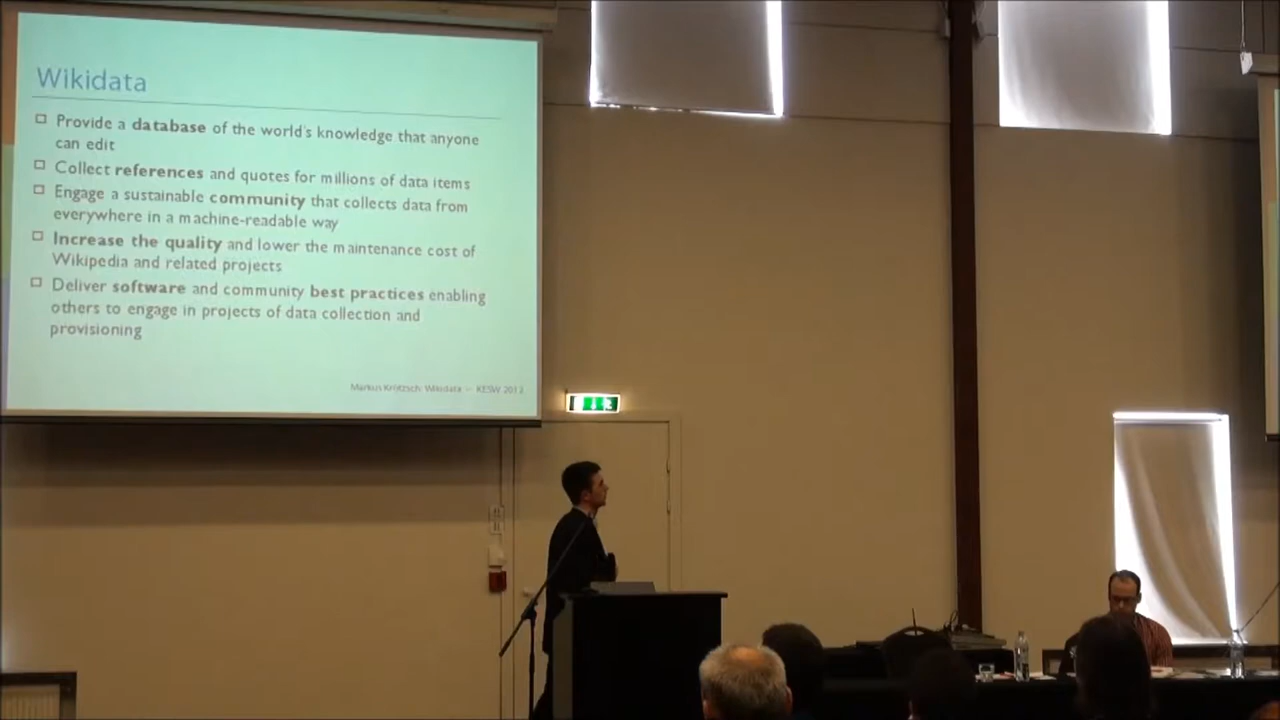 Wikidata
Provide a database of the world's knowledge that anyone
can edit
Collect references and quotes for millions of data items
Engage a sustainable community that collects data from
everywhere in a machine-readable way
Increase the quality and lower the maintenance cost of
Wikipedia and related projects
Deliver software and community best practices enabling
others to engage in projects of data collection and
provisioning
Markus Krötzsch: Wikidata — KESW 2013